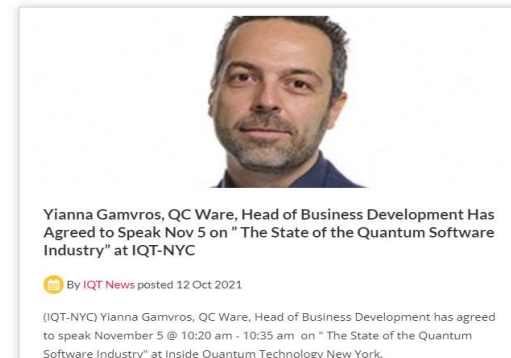 Yianna Gamvros, QC Ware, Head of Business Development Has
Agreed to Speak Nov 5 on ” The State of the Quantum Software
Industry” at IQT-NYC
By IQT News posted 12 Oct 2021
(IQT-NYC) Yianna Gamvros, QC Ware, Head of Business Development has agreed
to speak November 5 @ 10:20 am - 10:35 am on " The State of the Quantum
Software Industry" at Inside Quantum Technology New York.